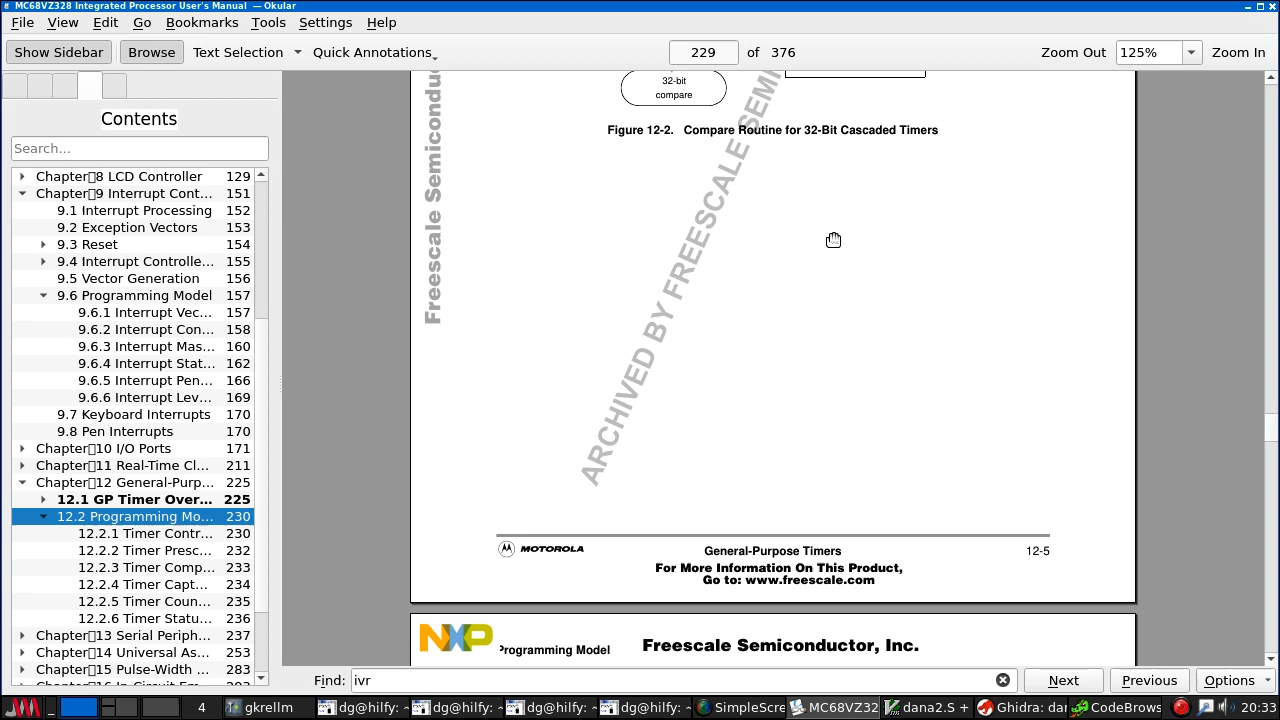 MC68VZ328 Integrated Processor User's Manual — Okular
File View Edit Go Bookmarks Tools Settings Help
Show Sidebar Browse Text Selection Quick Annotations 229 of 376 Zoom Out 125% Zoom In
Contents
Search...
Chapter 8 LCD Controller 129
Chapter 9 Interrupt Cont... 151
9.1 Interrupt Processing 152
9.2 Exception Vectors 153
9.3 Reset 154
9.4 Interrupt Controlle... 155
9.5 Vector Generation 156
9.6 Programming Model 157
9.6.1 Interrupt Vec... 157
9.6.2 Interrupt Con... 158
9.6.3 Interrupt Mas... 160
9.6.4 Interrupt Stat... 162
9.6.5 Interrupt Pen... 166
9.6.6 Interrupt Lev... 169
9.7 Keyboard Interrupts 170
9.8 Pen Interrupts 170
Chapter 10 I/O Ports 171
Chapter 11 Real-Time Cl... 211
Chapter 12 General-Purp... 225
12.1 GP Timer Over... 225
12.2 Programming Mo... 230
12.2.1 Timer Contr... 230
12.2.2 Timer Presc... 232
12.2.3 Timer Comp... 233
12.2.4 Timer Capt... 234
12.2.5 Timer Coun... 235
12.2.6 Timer Statu... 236
Chapter 13 Serial Periph... 237
Chapter 14 Universal As... 253
Chapter 15 Pulse-Width ... 283
32-bit
compare
Figure 12-2. Compare Routine for 32-Bit Cascaded Timers
Freescale Semiconduc
ARCHIVED BY FREESCALE SEMI
MOTOROLA General-Purpose Timers 12-5
For More Information On This Product,
Go to: www.freescale.com
NXP Programming Model Freescale Semiconductor, Inc.
Find: ivr Next Previous Options
4 gkrellm dg@hilfy: ~ dg@hilfy: ~ dg@hilfy: ~ dg@hilfy: ~ SimpleScre MC68VZ32 dana2.S + Ghidra: dar CodeBrows 20:33